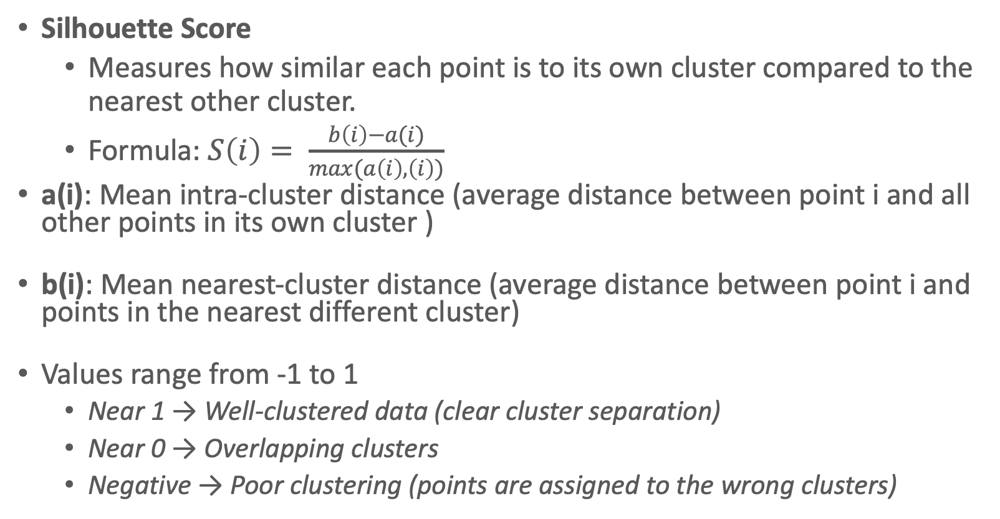 • Silhouette Score
• Measures how similar each point is to its own cluster compared to the
nearest other cluster.
• Formula: S(i) = b(i)−a(i) / max(a(i),(i))
• a(i): Mean intra-cluster distance (average distance between point i and all
other points in its own cluster )
• b(i): Mean nearest-cluster distance (average distance between point i and
points in the nearest different cluster)
• Values range from -1 to 1
• Near 1 → Well-clustered data (clear cluster separation)
• Near 0 → Overlapping clusters
• Negative → Poor clustering (points are assigned to the wrong clusters)